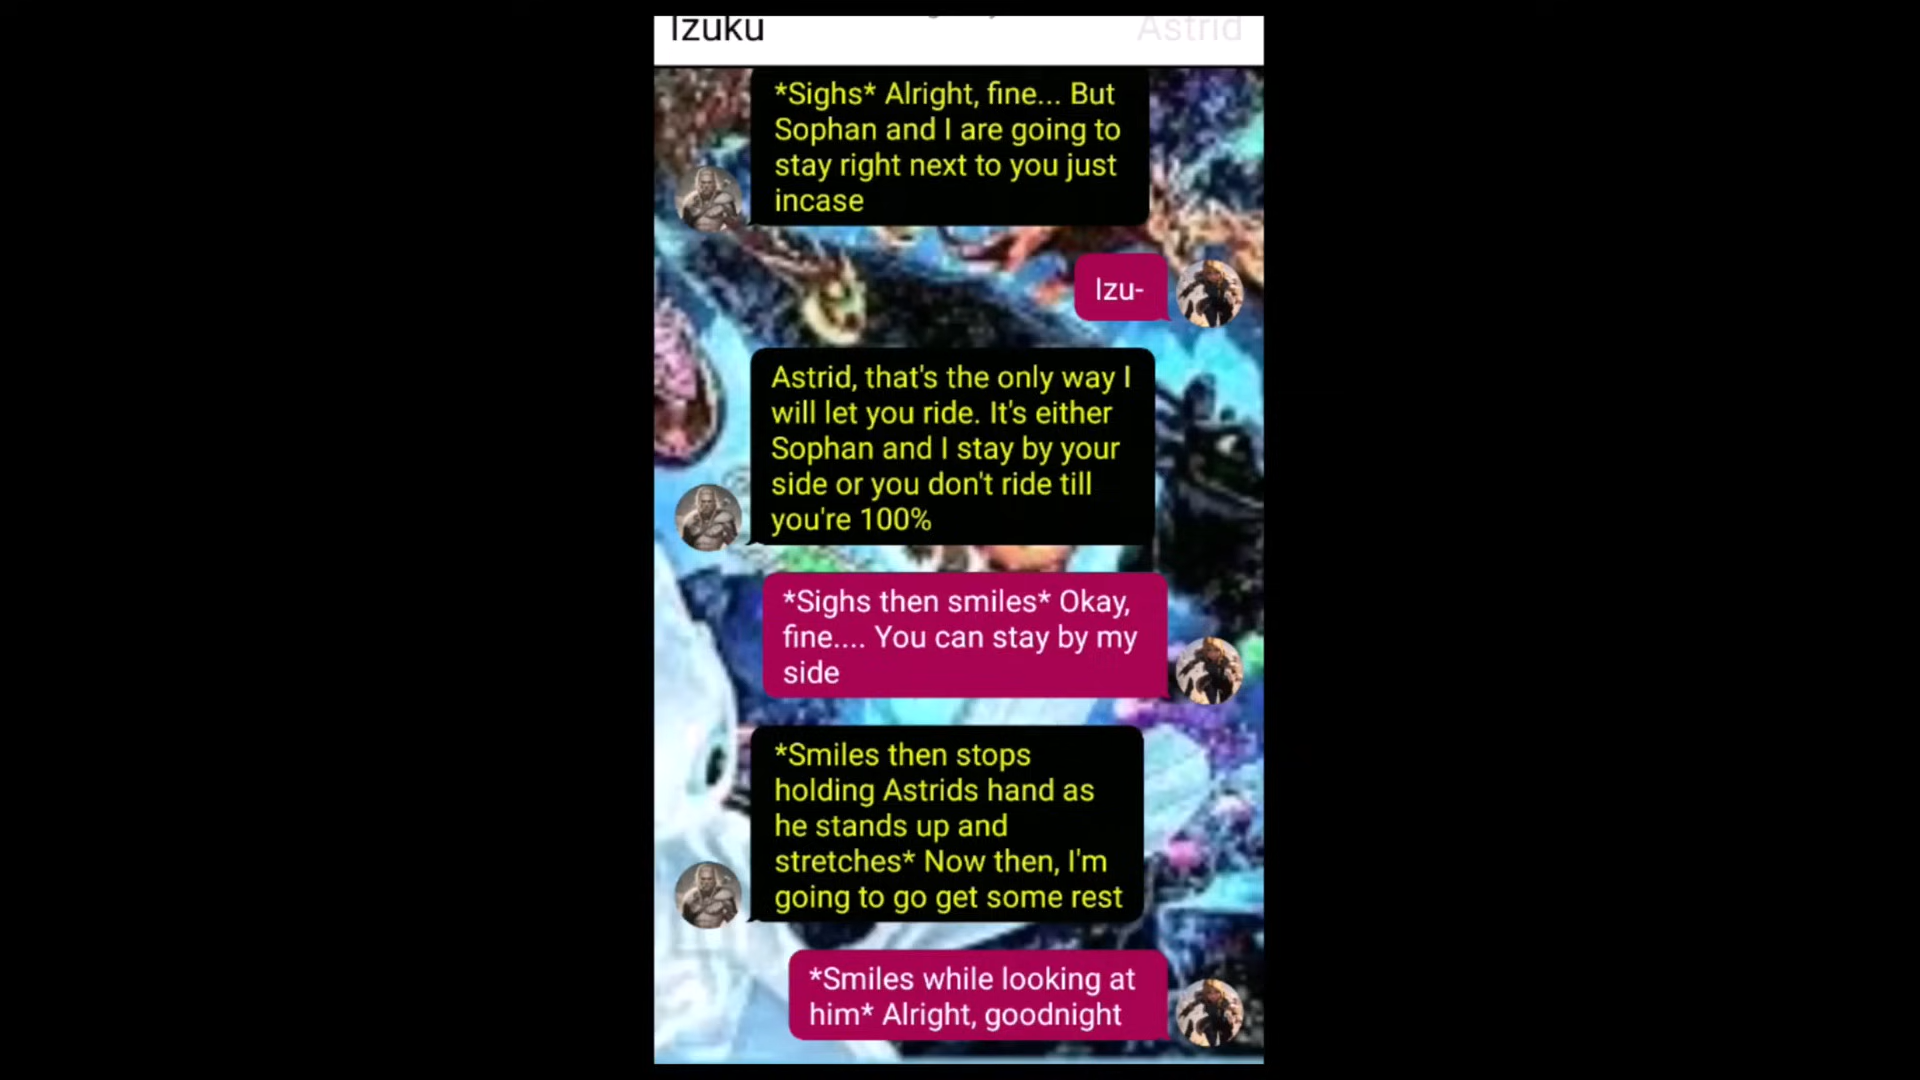 Izuku
Astrid
*Sighs* Alright, fine... But
Sophan and I are going to
stay right next to you just
incase
Izu-
Astrid, that's the only way I
will let you ride. It's either
Sophan and I stay by your
side or you don't ride till
you're 100%
*Sighs then smiles* Okay,
fine.... You can stay by my
side
*Smiles then stops
holding Astrids hand as
he stands up and
stretches* Now then, I'm
going to go get some rest
*Smiles while looking at
him* Alright, goodnight